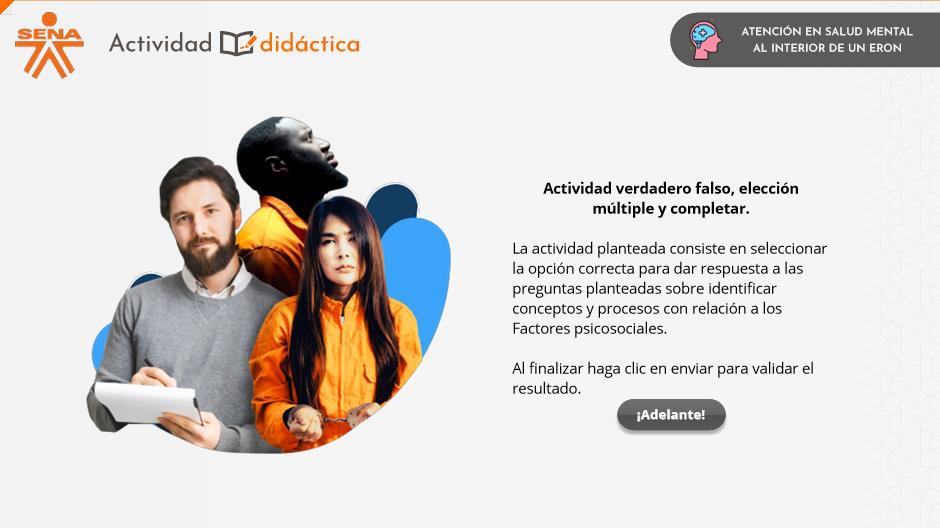 SENA
Actividad didáctica
ATENCIÓN EN SALUD MENTAL
AL INTERIOR DE UN ERON
Actividad verdadero falso, elección
múltiple y completar.
La actividad planteada consiste en seleccionar
la opción correcta para dar respuesta a las
preguntas planteadas sobre identificar
conceptos y procesos con relación a los
Factores psicosociales.
Al finalizar haga clic en enviar para validar el
resultado.
¡Adelante!